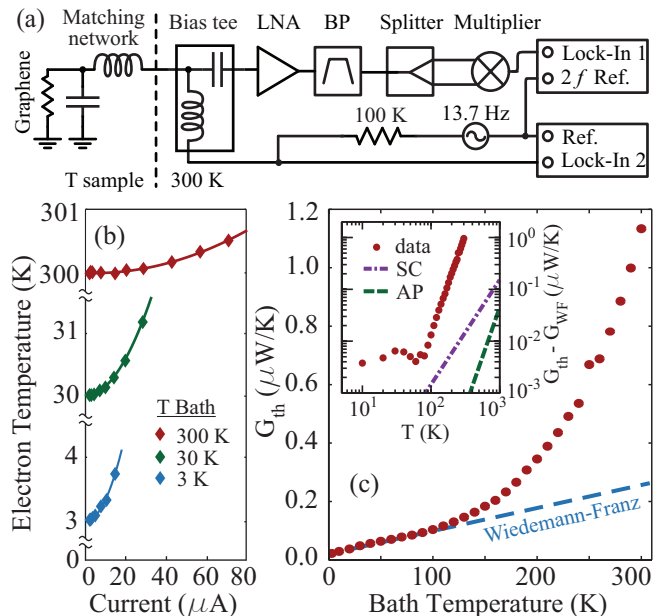 (a)
Matching network
Bias tee
LNA
BP
Splitter
Multiplier
Lock-In 1
2 f Ref.
Graphene
100 K
13.7 Hz
Ref.
Lock-In 2
T sample
300 K
(b)
Electron Temperature (K)
301
300
31
30
4
3
0
T Bath
300 K
30 K
3 K
0 20 40 60 80
Current (μA)
(c)
G_th (μW/K)
1.2
1.0
0.8
0.6
0.4
0.2
0.0
data
SC
AP
10^0
10^-1
10^-2
10^-3
G_th - G_WF (μW/K)
10^1 10^2 10^3
T (K)
Wiedemann-Franz
0 50 100 150 200 250 300
Bath Temperature (K)